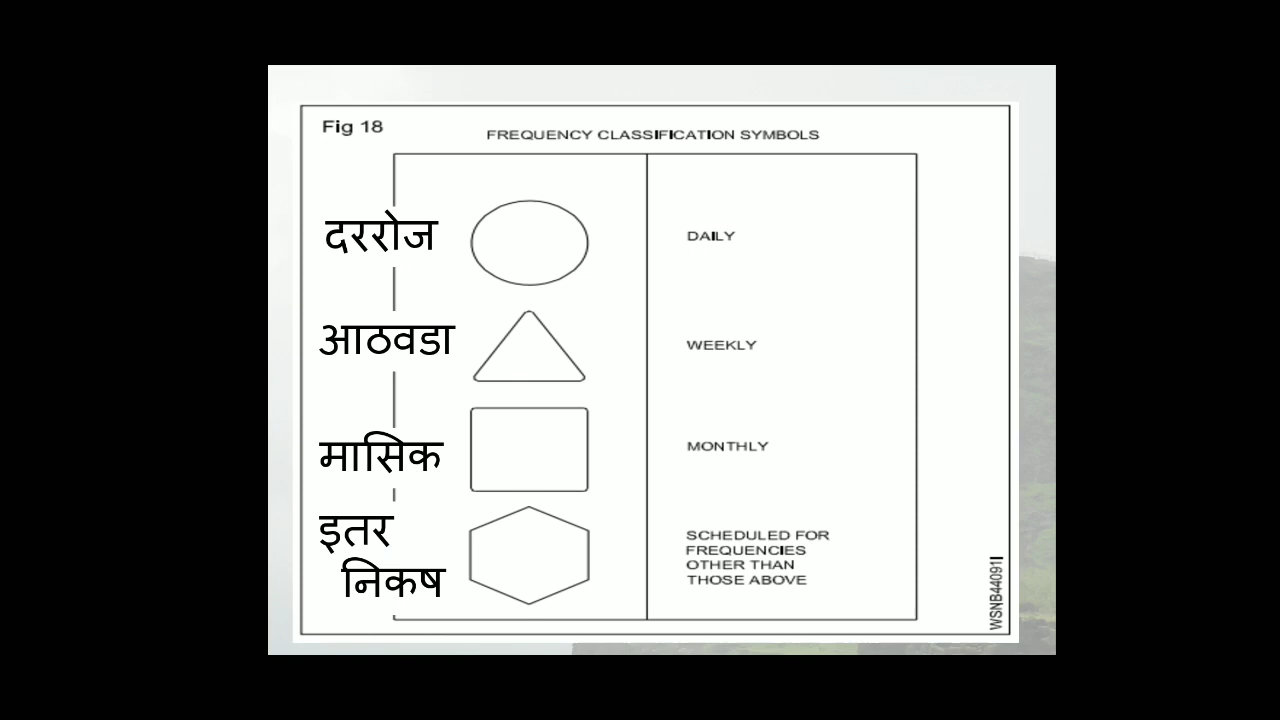 Fig 18
FREQUENCY CLASSIFICATION SYMBOLS
दररोज
DAILY
आठवडा
WEEKLY
मासिक
MONTHLY
इतर
निकष
SCHEDULED FOR
FREQUENCIES
OTHER THAN
THOSE ABOVE
WSNB44091I